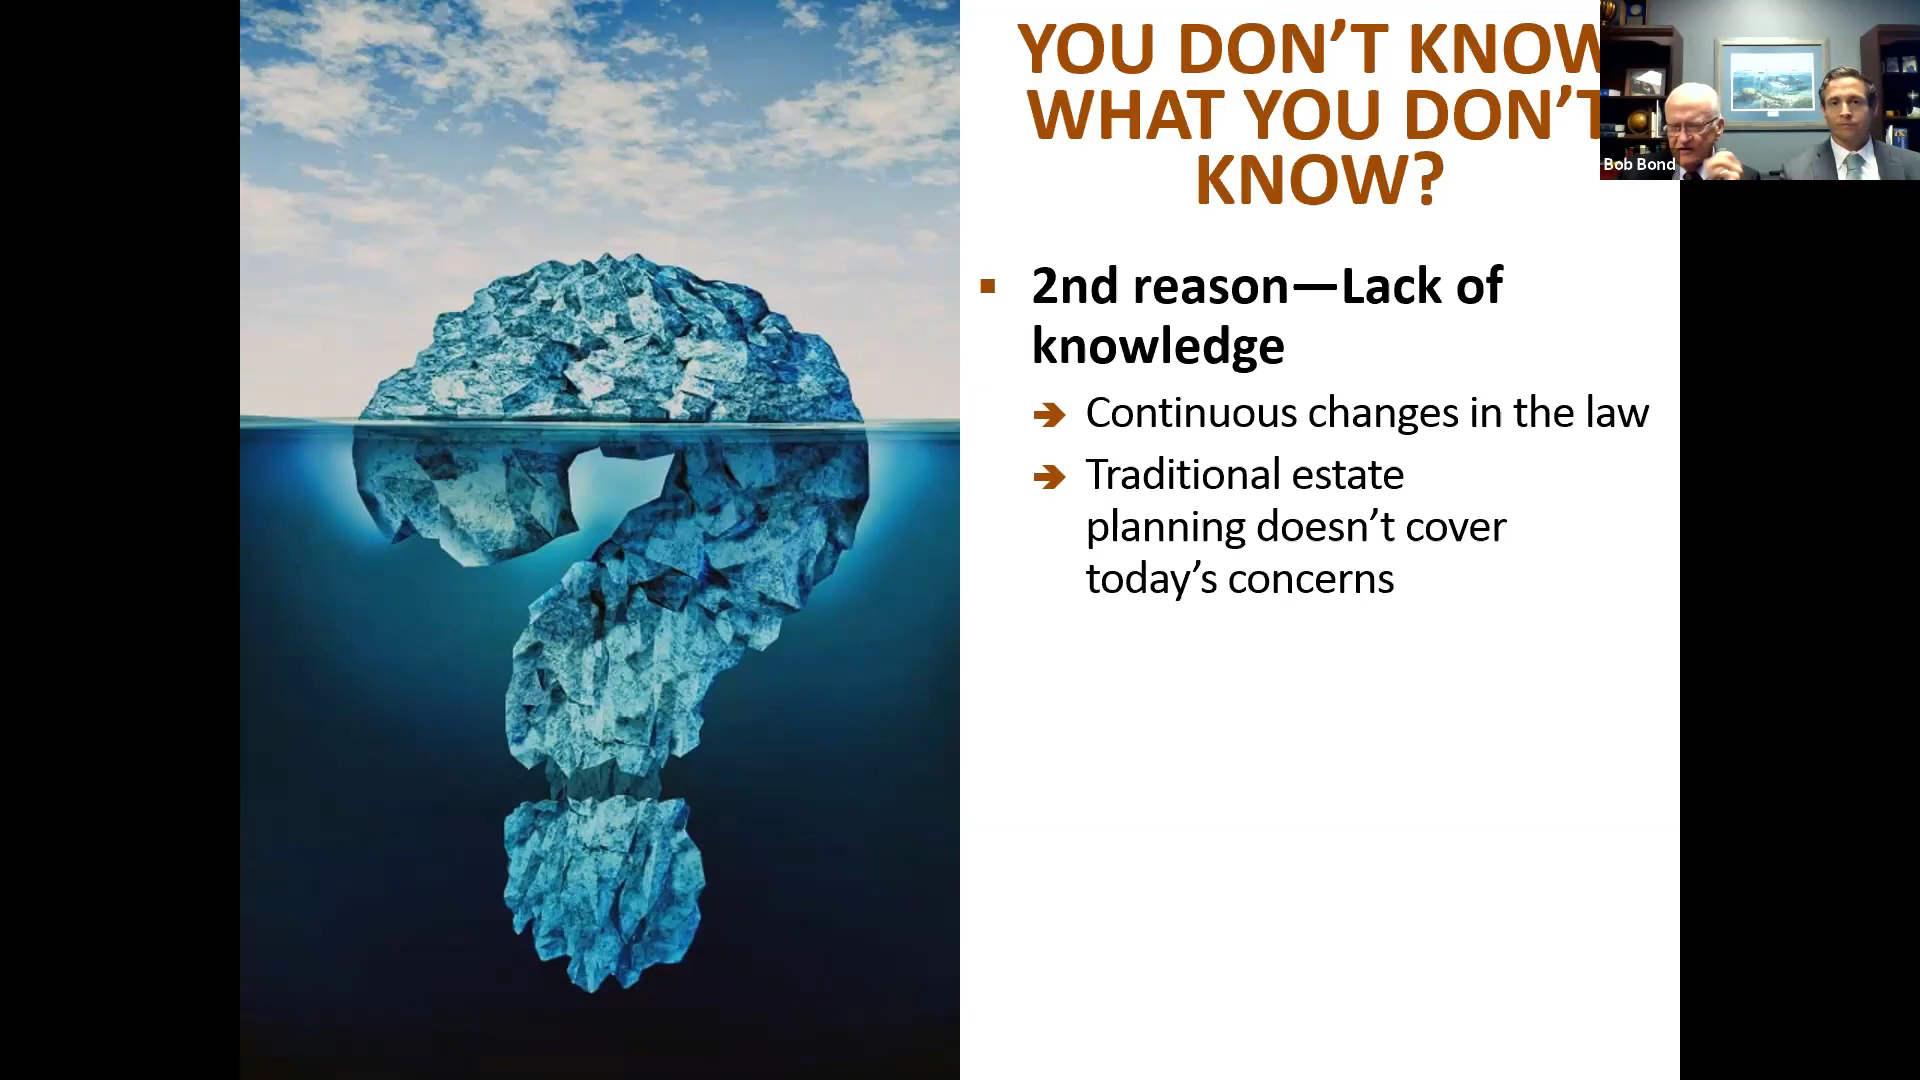 YOU DON’T KNOW
WHAT YOU DON’T
KNOW?
2nd reason—Lack of
knowledge
Continuous changes in the law
Traditional estate
planning doesn’t cover
today’s concerns
Bob Bond